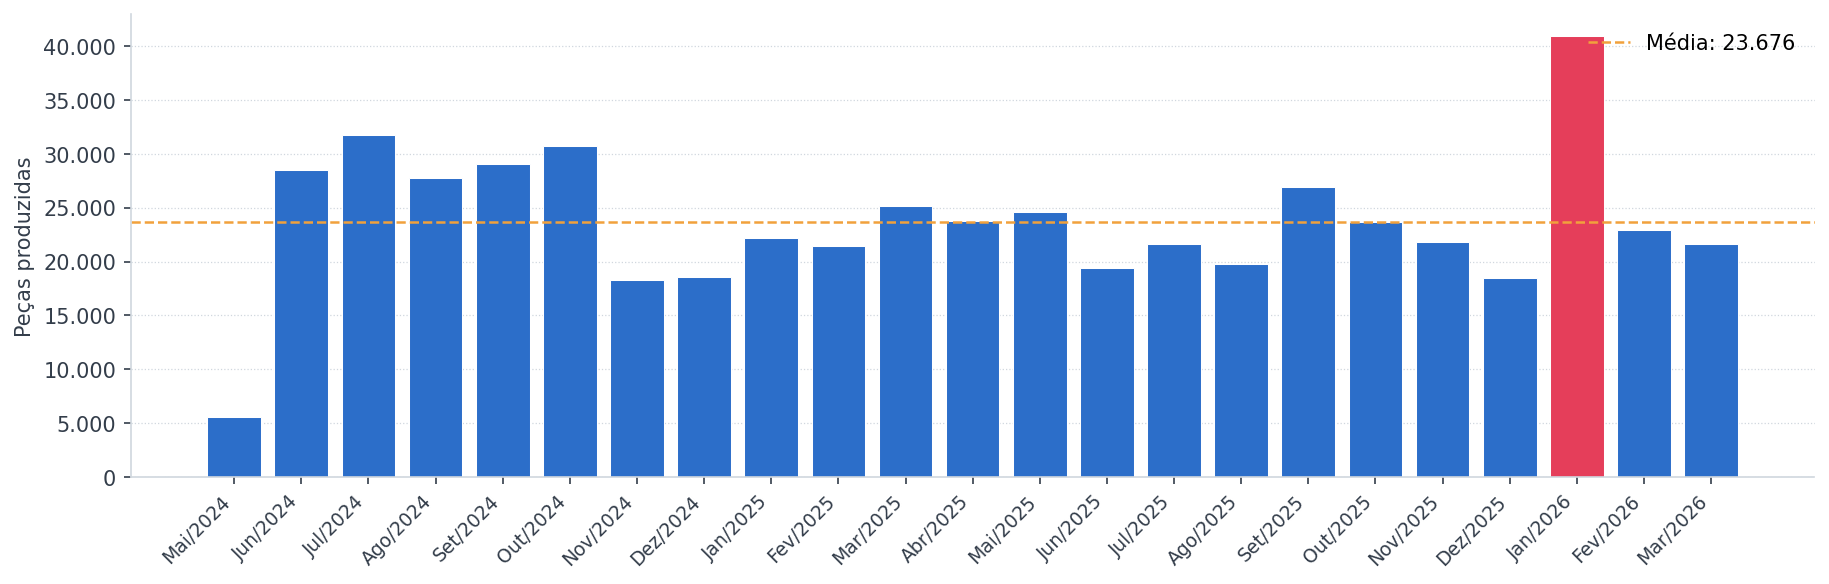 Peças produzidas
40.000
35.000
30.000
25.000
20.000
15.000
10.000
5.000
0
Média: 23.676
Mai/2024
Jun/2024
Jul/2024
Ago/2024
Set/2024
Out/2024
Nov/2024
Dez/2024
Jan/2025
Fev/2025
Mar/2025
Abr/2025
Mai/2025
Jun/2025
Jul/2025
Ago/2025
Set/2025
Out/2025
Nov/2025
Dez/2025
Jan/2026
Fev/2026
Mar/2026